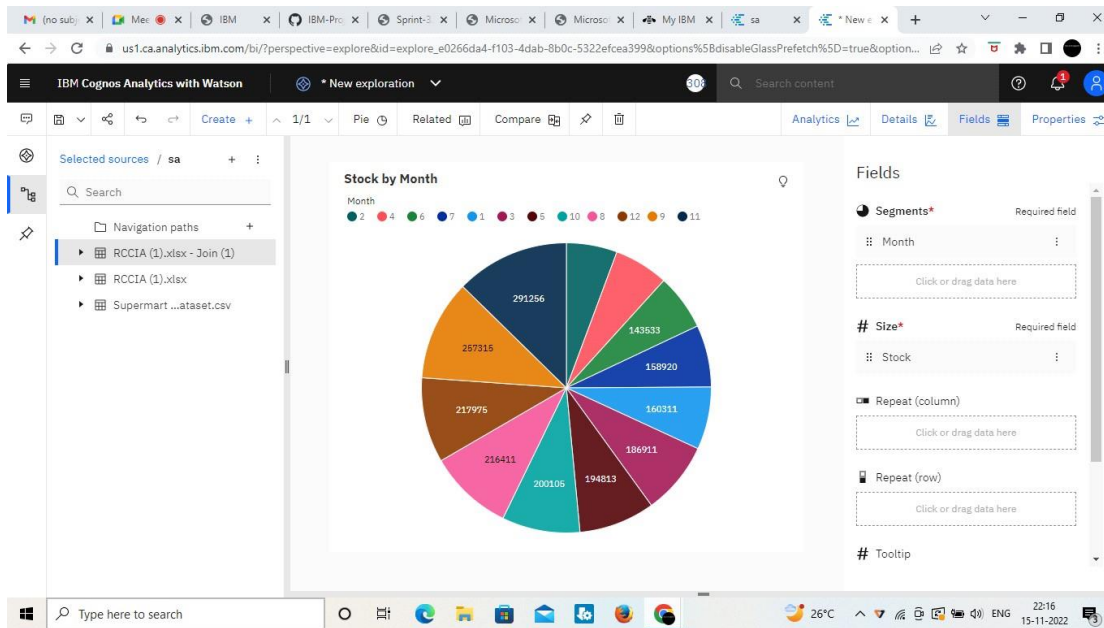 (no subj
Mee
IBM
IBM-Pro
Sprint-3
Microso
Microso
My IBM
sa
* New e
us1.ca.analytics.ibm.com/bi/?perspective=explore&id=explore_e0266da4-f103-4dab-8b0c-5322efcea399&options%5BdisableGlassPrefetch%5D=true&option...
IBM Cognos Analytics with Watson
* New exploration
308
Search content
1
Create +
1/1
Pie
Related
Compare
Analytics
Details
Fields
Properties
Selected sources / sa
Search
Navigation paths
RCCIA (1).xlsx - Join (1)
RCCIA (1).xlsx
Supermart ...ataset.csv
Stock by Month
Month
2 4 6 7 1 3 5 10 8 12 9 11
291256
143533
257315
158920
160311
217975
186911
216411
194813
200105
Fields
Segments*
Required field
Month
Click or drag data here
# Size*
Required field
Stock
Repeat (column)
Click or drag data here
Repeat (row)
Click or drag data here
# Tooltip
Type here to search
26°C
ENG
22:16
15-11-2022
3